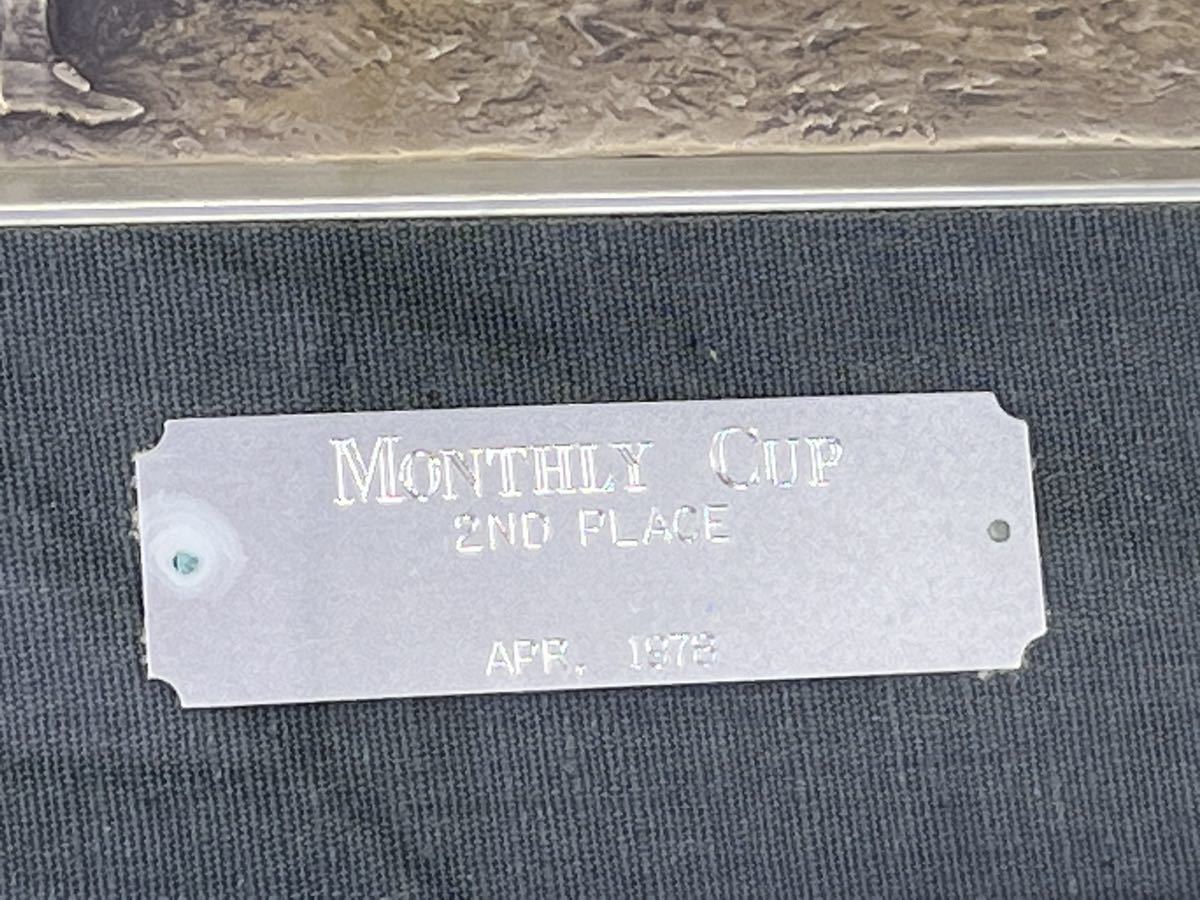 MONTHLY CUP
2ND PLACE
APR. 1978